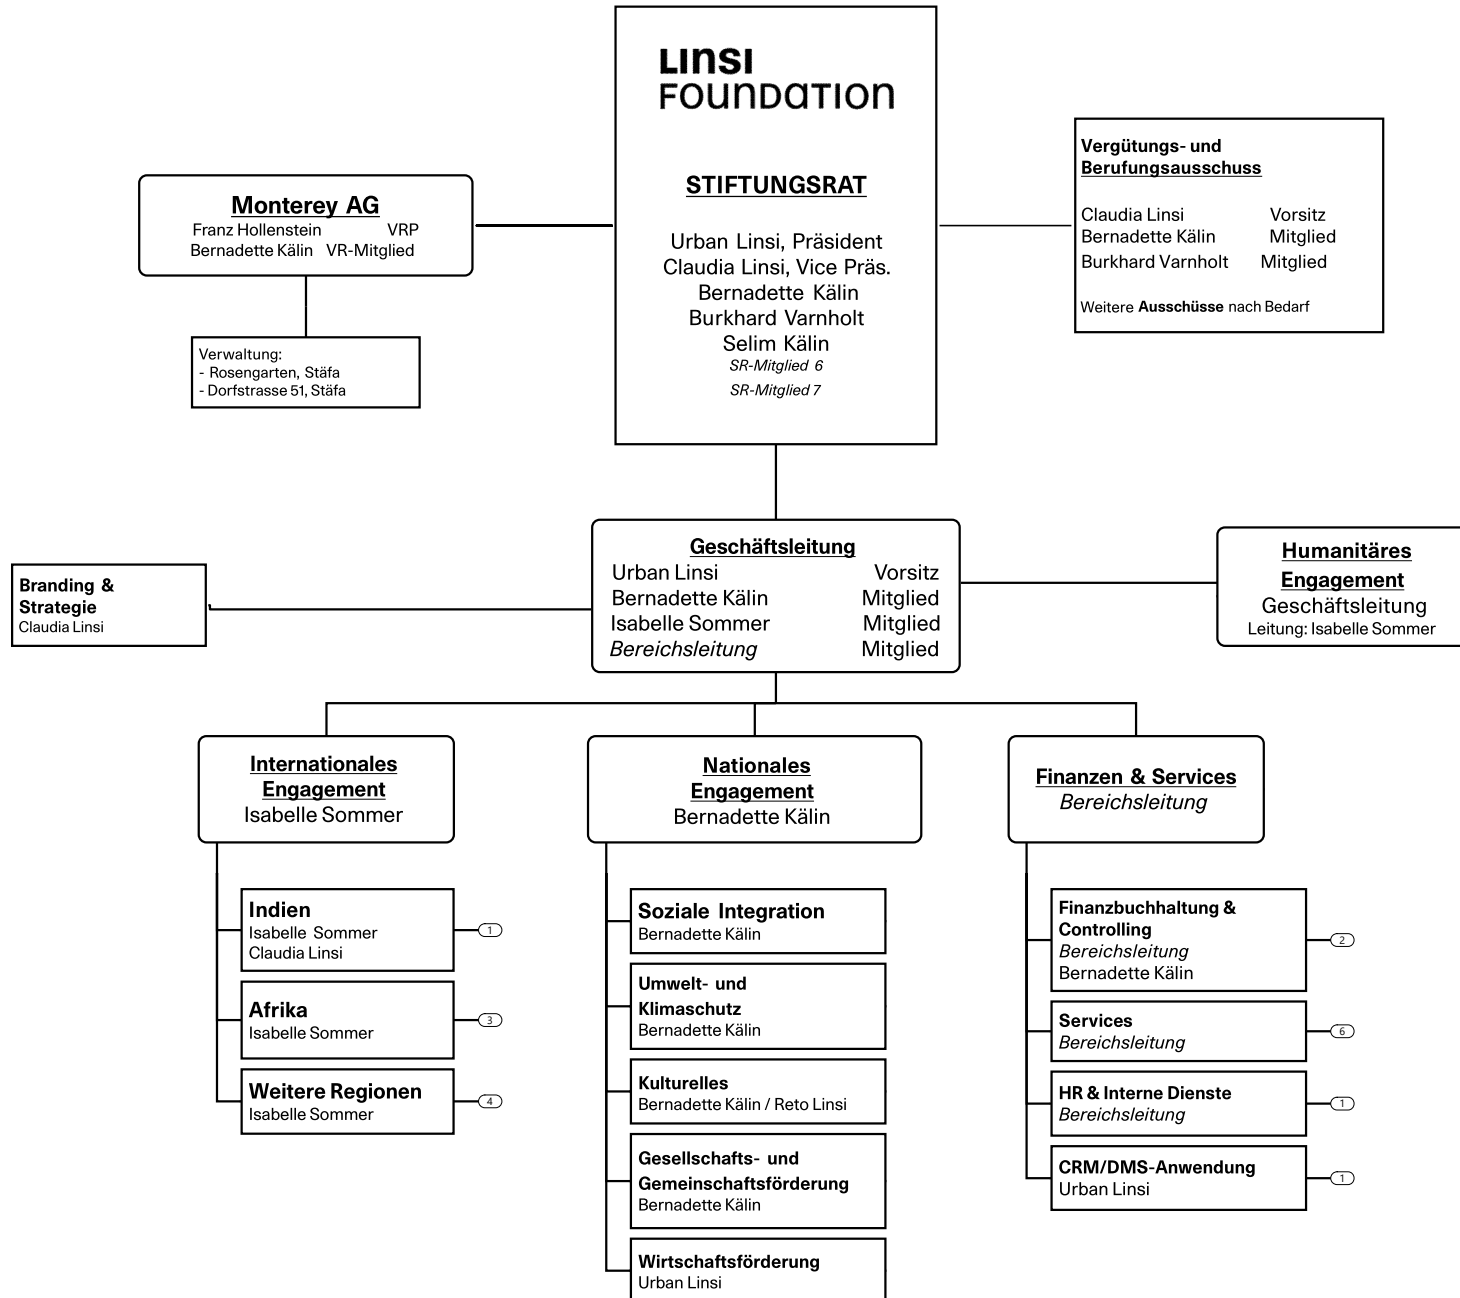 LINSI
FOUNDATION
STIFTUNGSRAT
Urban Linsi, Präsident
Claudia Linsi, Vice Präs.
Bernadette Kälin
Burkhard Varnholt
Selim Kälin
SR-Mitglied 6
SR-Mitglied 7
Monterey AG
Franz Hollenstein VRP
Bernadette Kälin VR-Mitglied
Verwaltung:
- Rosengarten, Stäfa
- Dorfstrasse 51, Stäfa
Vergütungs- und
Berufungsausschuss
Claudia Linsi Vorsitz
Bernadette Kälin Mitglied
Burkhard Varnholt Mitglied
Weitere Ausschüsse nach Bedarf
Geschäftsleitung
Urban Linsi Vorsitz
Bernadette Kälin Mitglied
Isabelle Sommer Mitglied
Bereichsleitung Mitglied
Branding &
Strategie
Claudia Linsi
Humanitäres
Engagement
Geschäftsleitung
Leitung: Isabelle Sommer
Internationales
Engagement
Isabelle Sommer
Indien
Isabelle Sommer
Claudia Linsi
1
Afrika
Isabelle Sommer
3
Weitere Regionen
Isabelle Sommer
4
Nationales
Engagement
Bernadette Kälin
Soziale Integration
Bernadette Kälin
Umwelt- und
Klimaschutz
Bernadette Kälin
Kulturelles
Bernadette Kälin / Reto Linsi
Gesellschafts- und
Gemeinschaftsförderung
Bernadette Kälin
Wirtschaftsförderung
Urban Linsi
Finanzen & Services
Bereichsleitung
Finanzbuchhaltung &
Controlling
Bereichsleitung
Bernadette Kälin
2
Services
Bereichsleitung
6
HR & Interne Dienste
Bereichsleitung
1
CRM/DMS-Anwendung
Urban Linsi
1